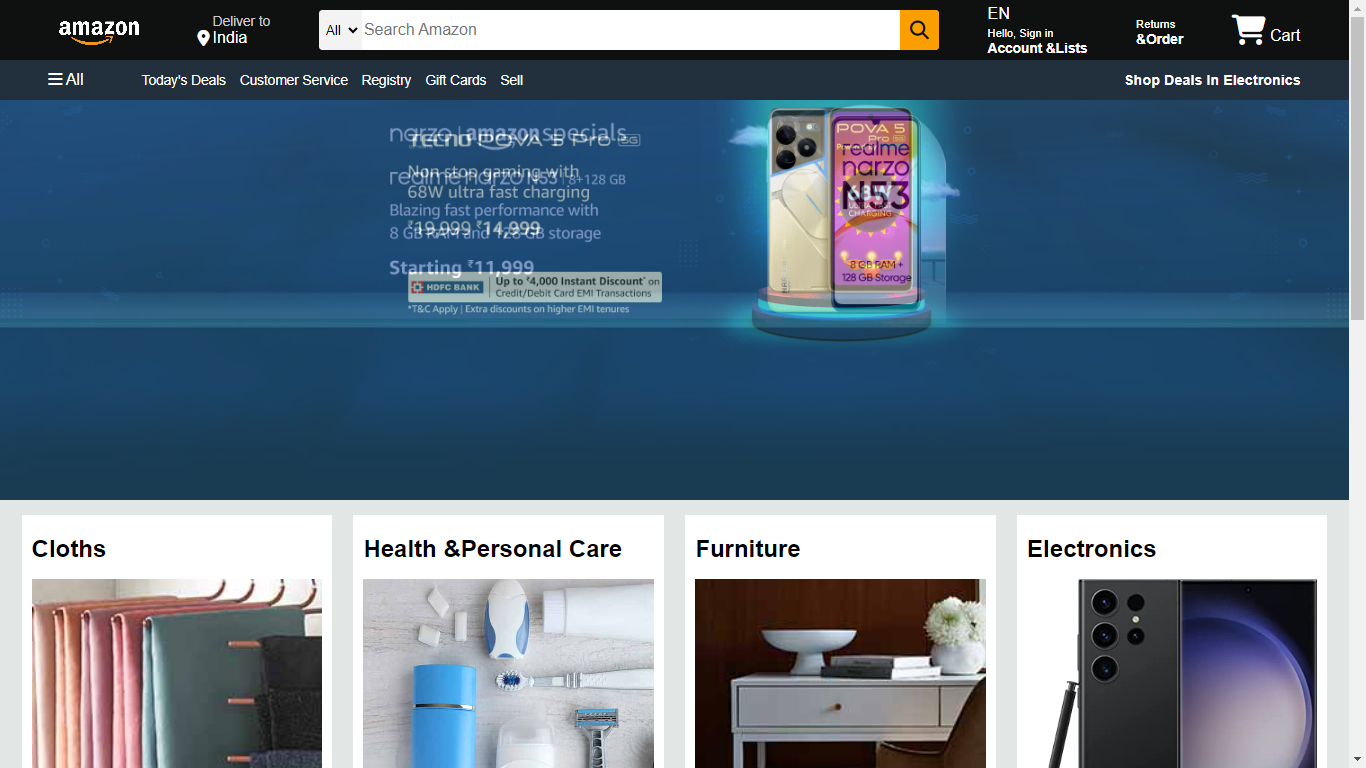 amazon
Deliver to
India
All
Search Amazon
EN
Hello, Sign in
Account &Lists
Returns
&Order
Cart
All
Today's Deals
Customer Service
Registry
Gift Cards
Sell
Shop Deals In Electronics
narzo | amazon specials
TECNO POVA 5 Pro 5G
Non stop gaming with
68W ultra fast charging
realme narzo N53 | 8+128 GB
Blazing fast performance with
8 GB RAM and 128 GB storage
₹19,999 ₹14,999
Starting ₹11,999
HDFC BANK
Up to ₹4,000 Instant Discount* on
Credit/Debit Card EMI Transactions
*T&C Apply | Extra discounts on higher EMI tenures
POVA 5
Pro 5G
realme
narzo
N53
68W
CHARGING
8 GB RAM +
128 GB Storage
Cloths
Health &Personal Care
Furniture
Electronics